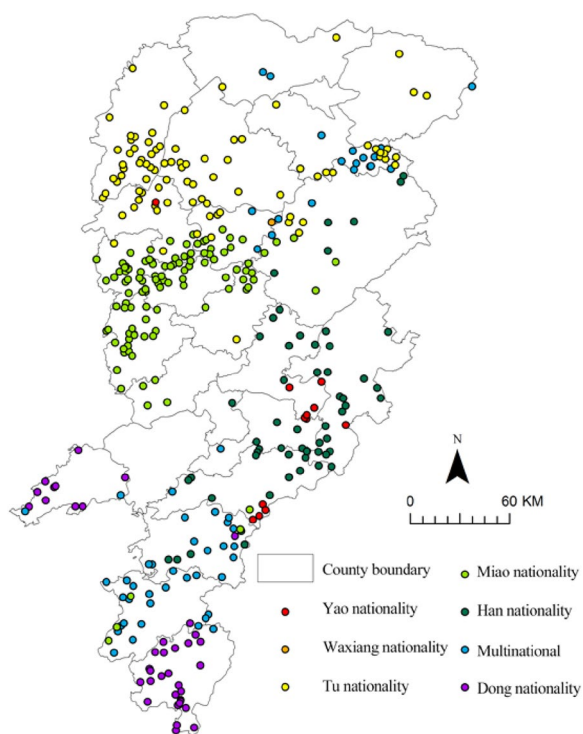 N
0 60 KM
County boundary
Yao nationality
Waxiang nationality
Tu nationality
Miao nationality
Han nationality
Multinational
Dong nationality